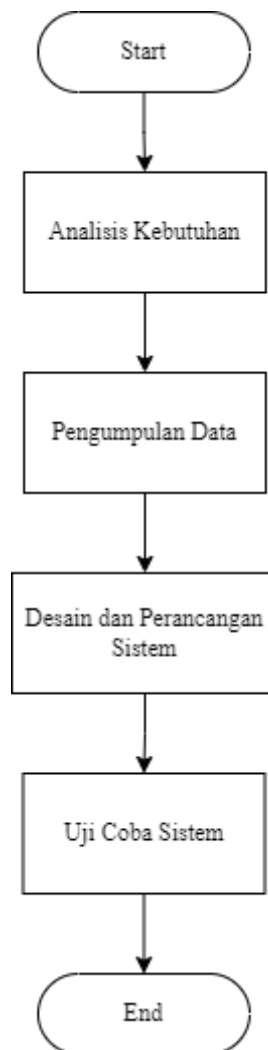 Start
Analisis Kebutuhan
Pengumpulan Data
Desain dan Perancangan
Sistem
Uji Coba Sistem
End